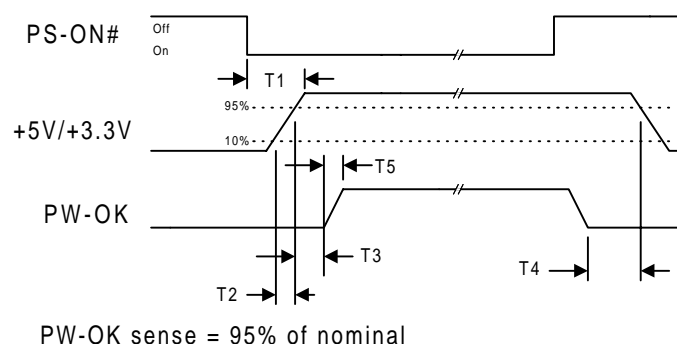 PS-ON#
Off
On
T1
95%
+5V/+3.3V
10%
T5
PW-OK
T3
T4
T2
PW-OK sense = 95% of nominal